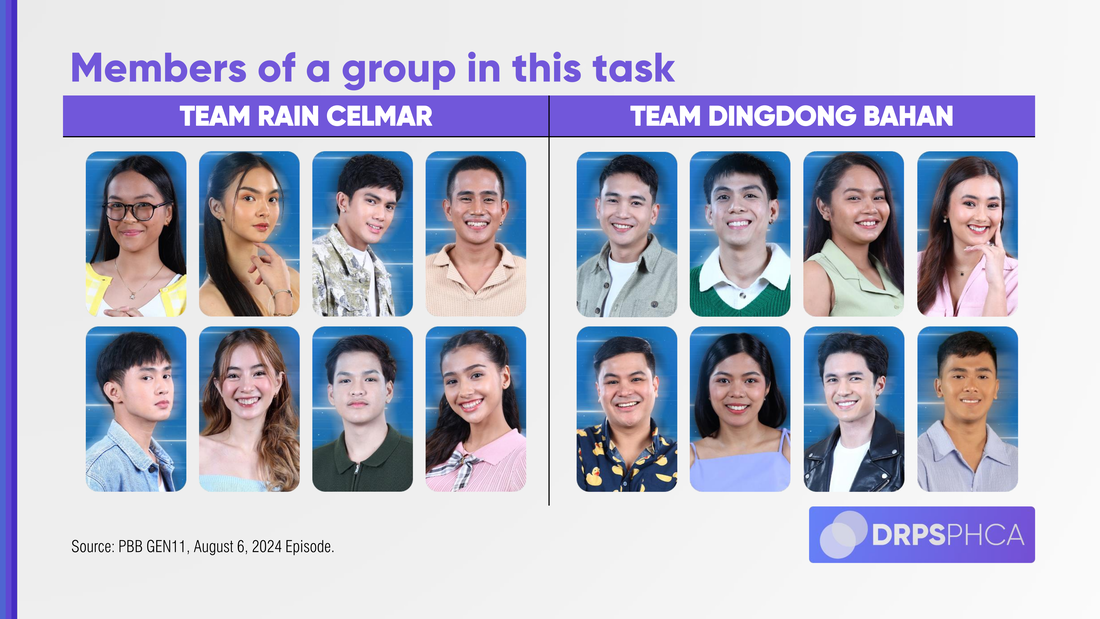 Members of a group in this task
TEAM RAIN CELMAR
TEAM DINGDONG BAHAN
Source: PBB GEN11, August 6, 2024 Episode.
DRPSPHCA